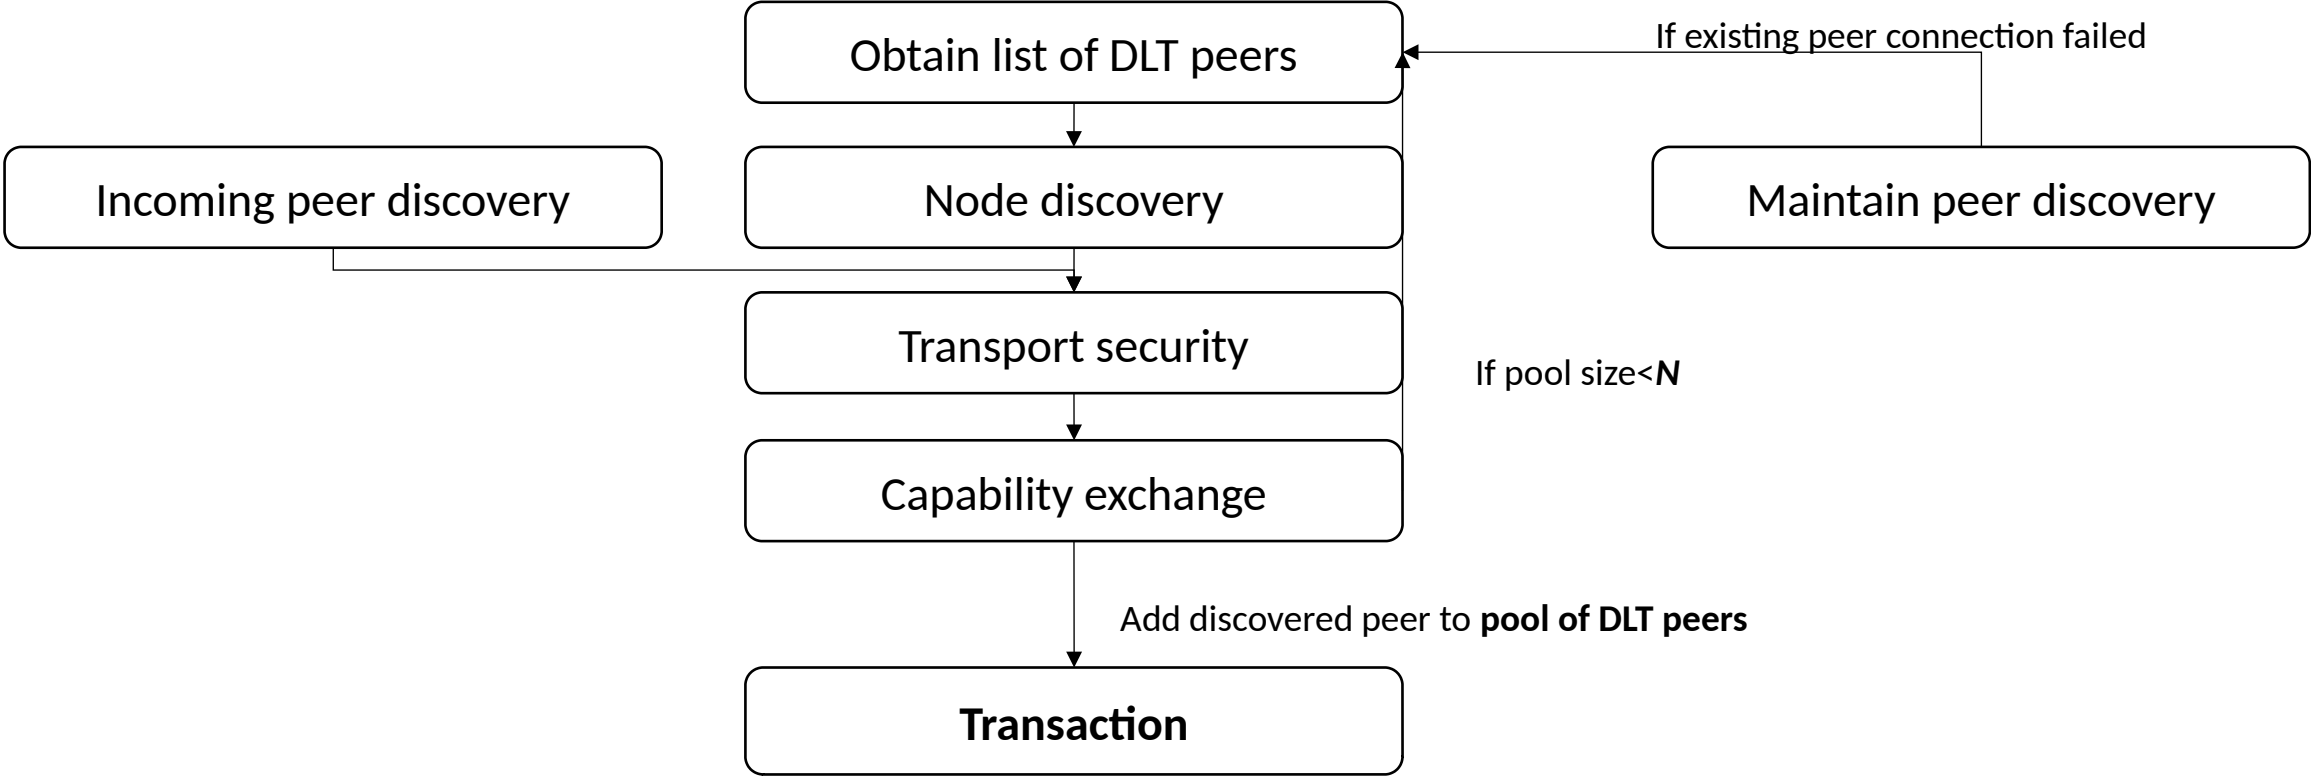 Obtain list of DLT peers
If existing peer connection failed
Incoming peer discovery
Node discovery
Maintain peer discovery
Transport security
If pool size<N
Capability exchange
Add discovered peer to pool of DLT peers
Transaction